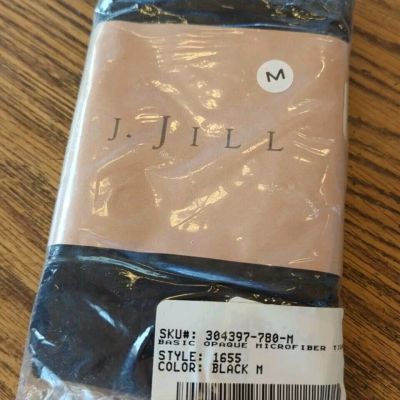 M
J. JILL
SKU#: 304397-780-M
BASIC OPAQUE MICROFIBER
STYLE: 1655
COLOR: BLACK M